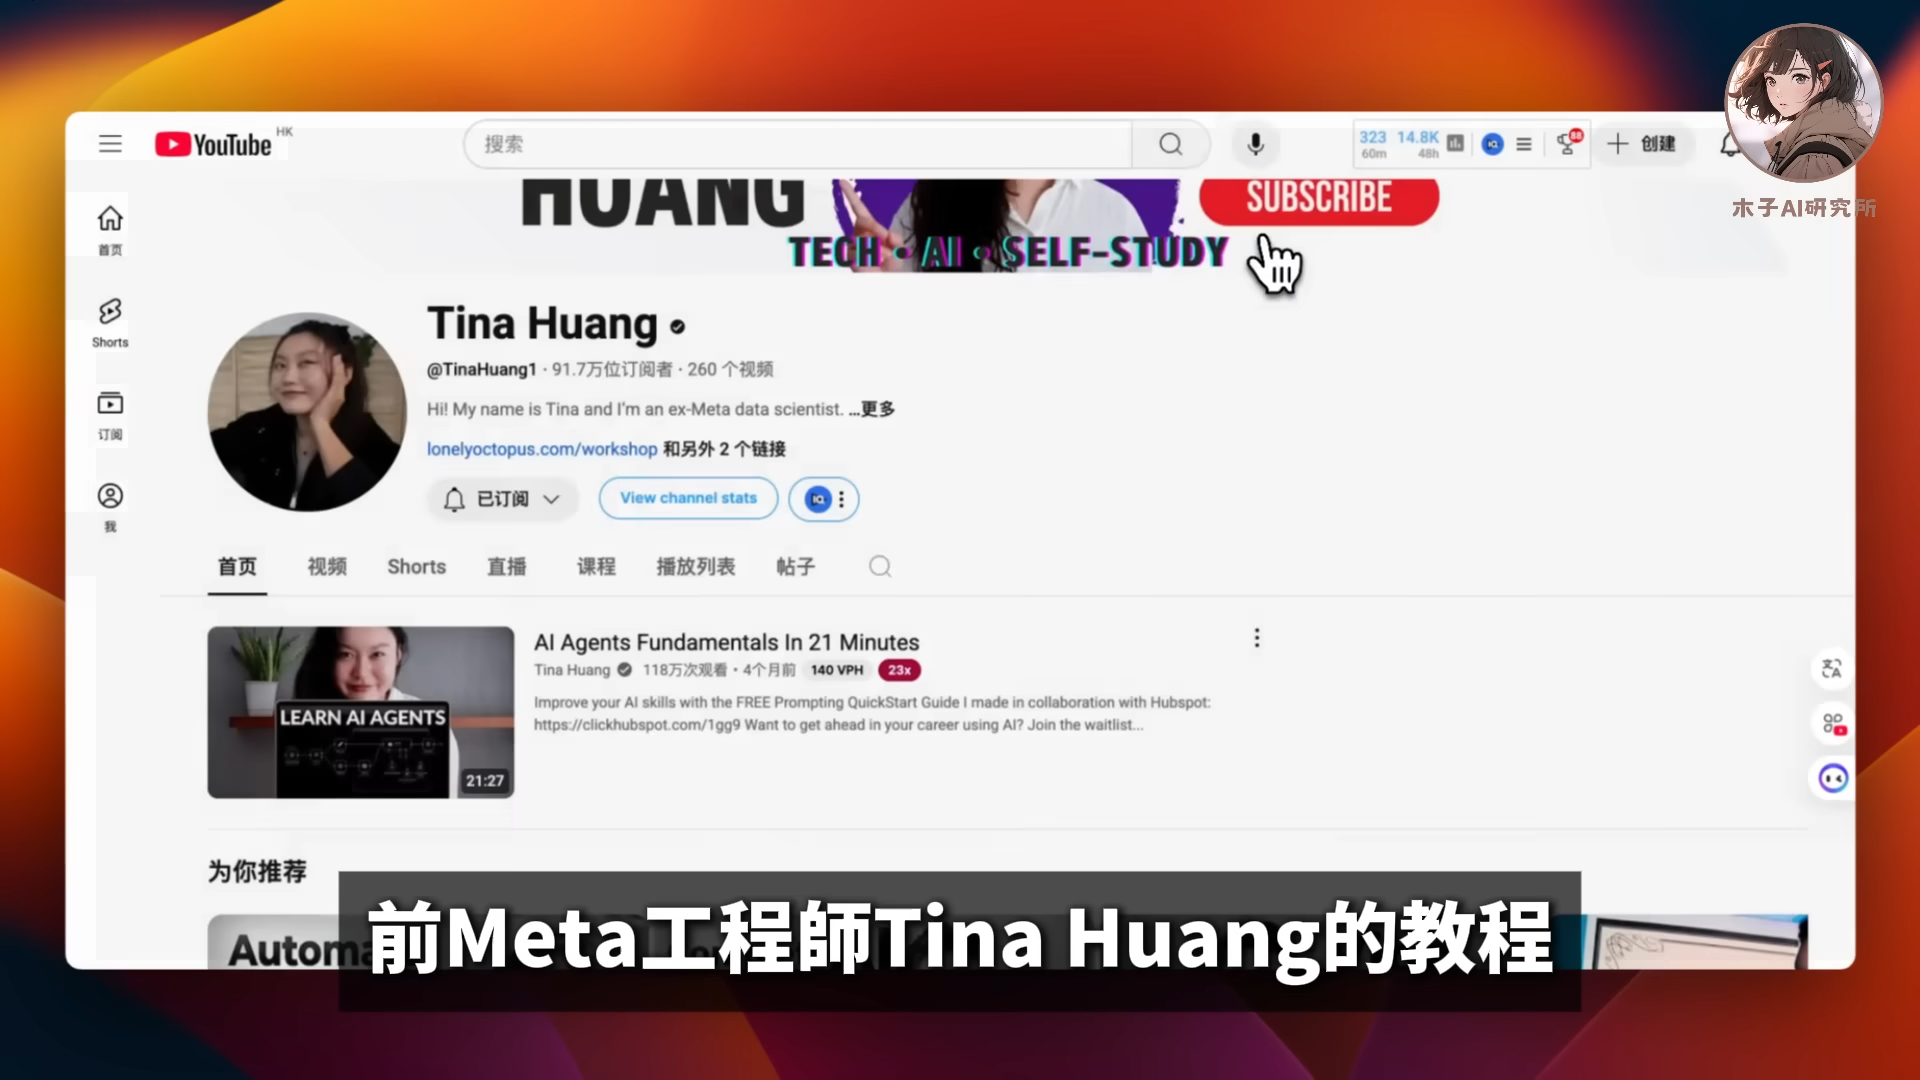 YouTube HK
搜索
323 14.8K
60m 48h
88
创建
木子AI研究所
HUANG
SUBSCRIBE
TECH • AI • SELF-STUDY
首页
Shorts
订阅
我
Tina Huang
@TinaHuang1 · 91.7万位订阅者 · 260 个视频
Hi! My name is Tina and I'm an ex-Meta data scientist. ...更多
lonelyoctopus.com/workshop 和另外 2 个链接
已订阅
View channel stats
首页 视频 Shorts 直播 课程 播放列表 帖子
LEARN AI AGENTS
21:27
AI Agents Fundamentals In 21 Minutes
Tina Huang 118万次观看 • 4个月前 140 VPH 23x
Improve your AI skills with the FREE Prompting QuickStart Guide I made in collaboration with Hubspot:
https://clickhubspot.com/1gg9 Want to get ahead in your career using AI? Join the waitlist...
为你推荐
前Meta工程師Tina Huang的教程